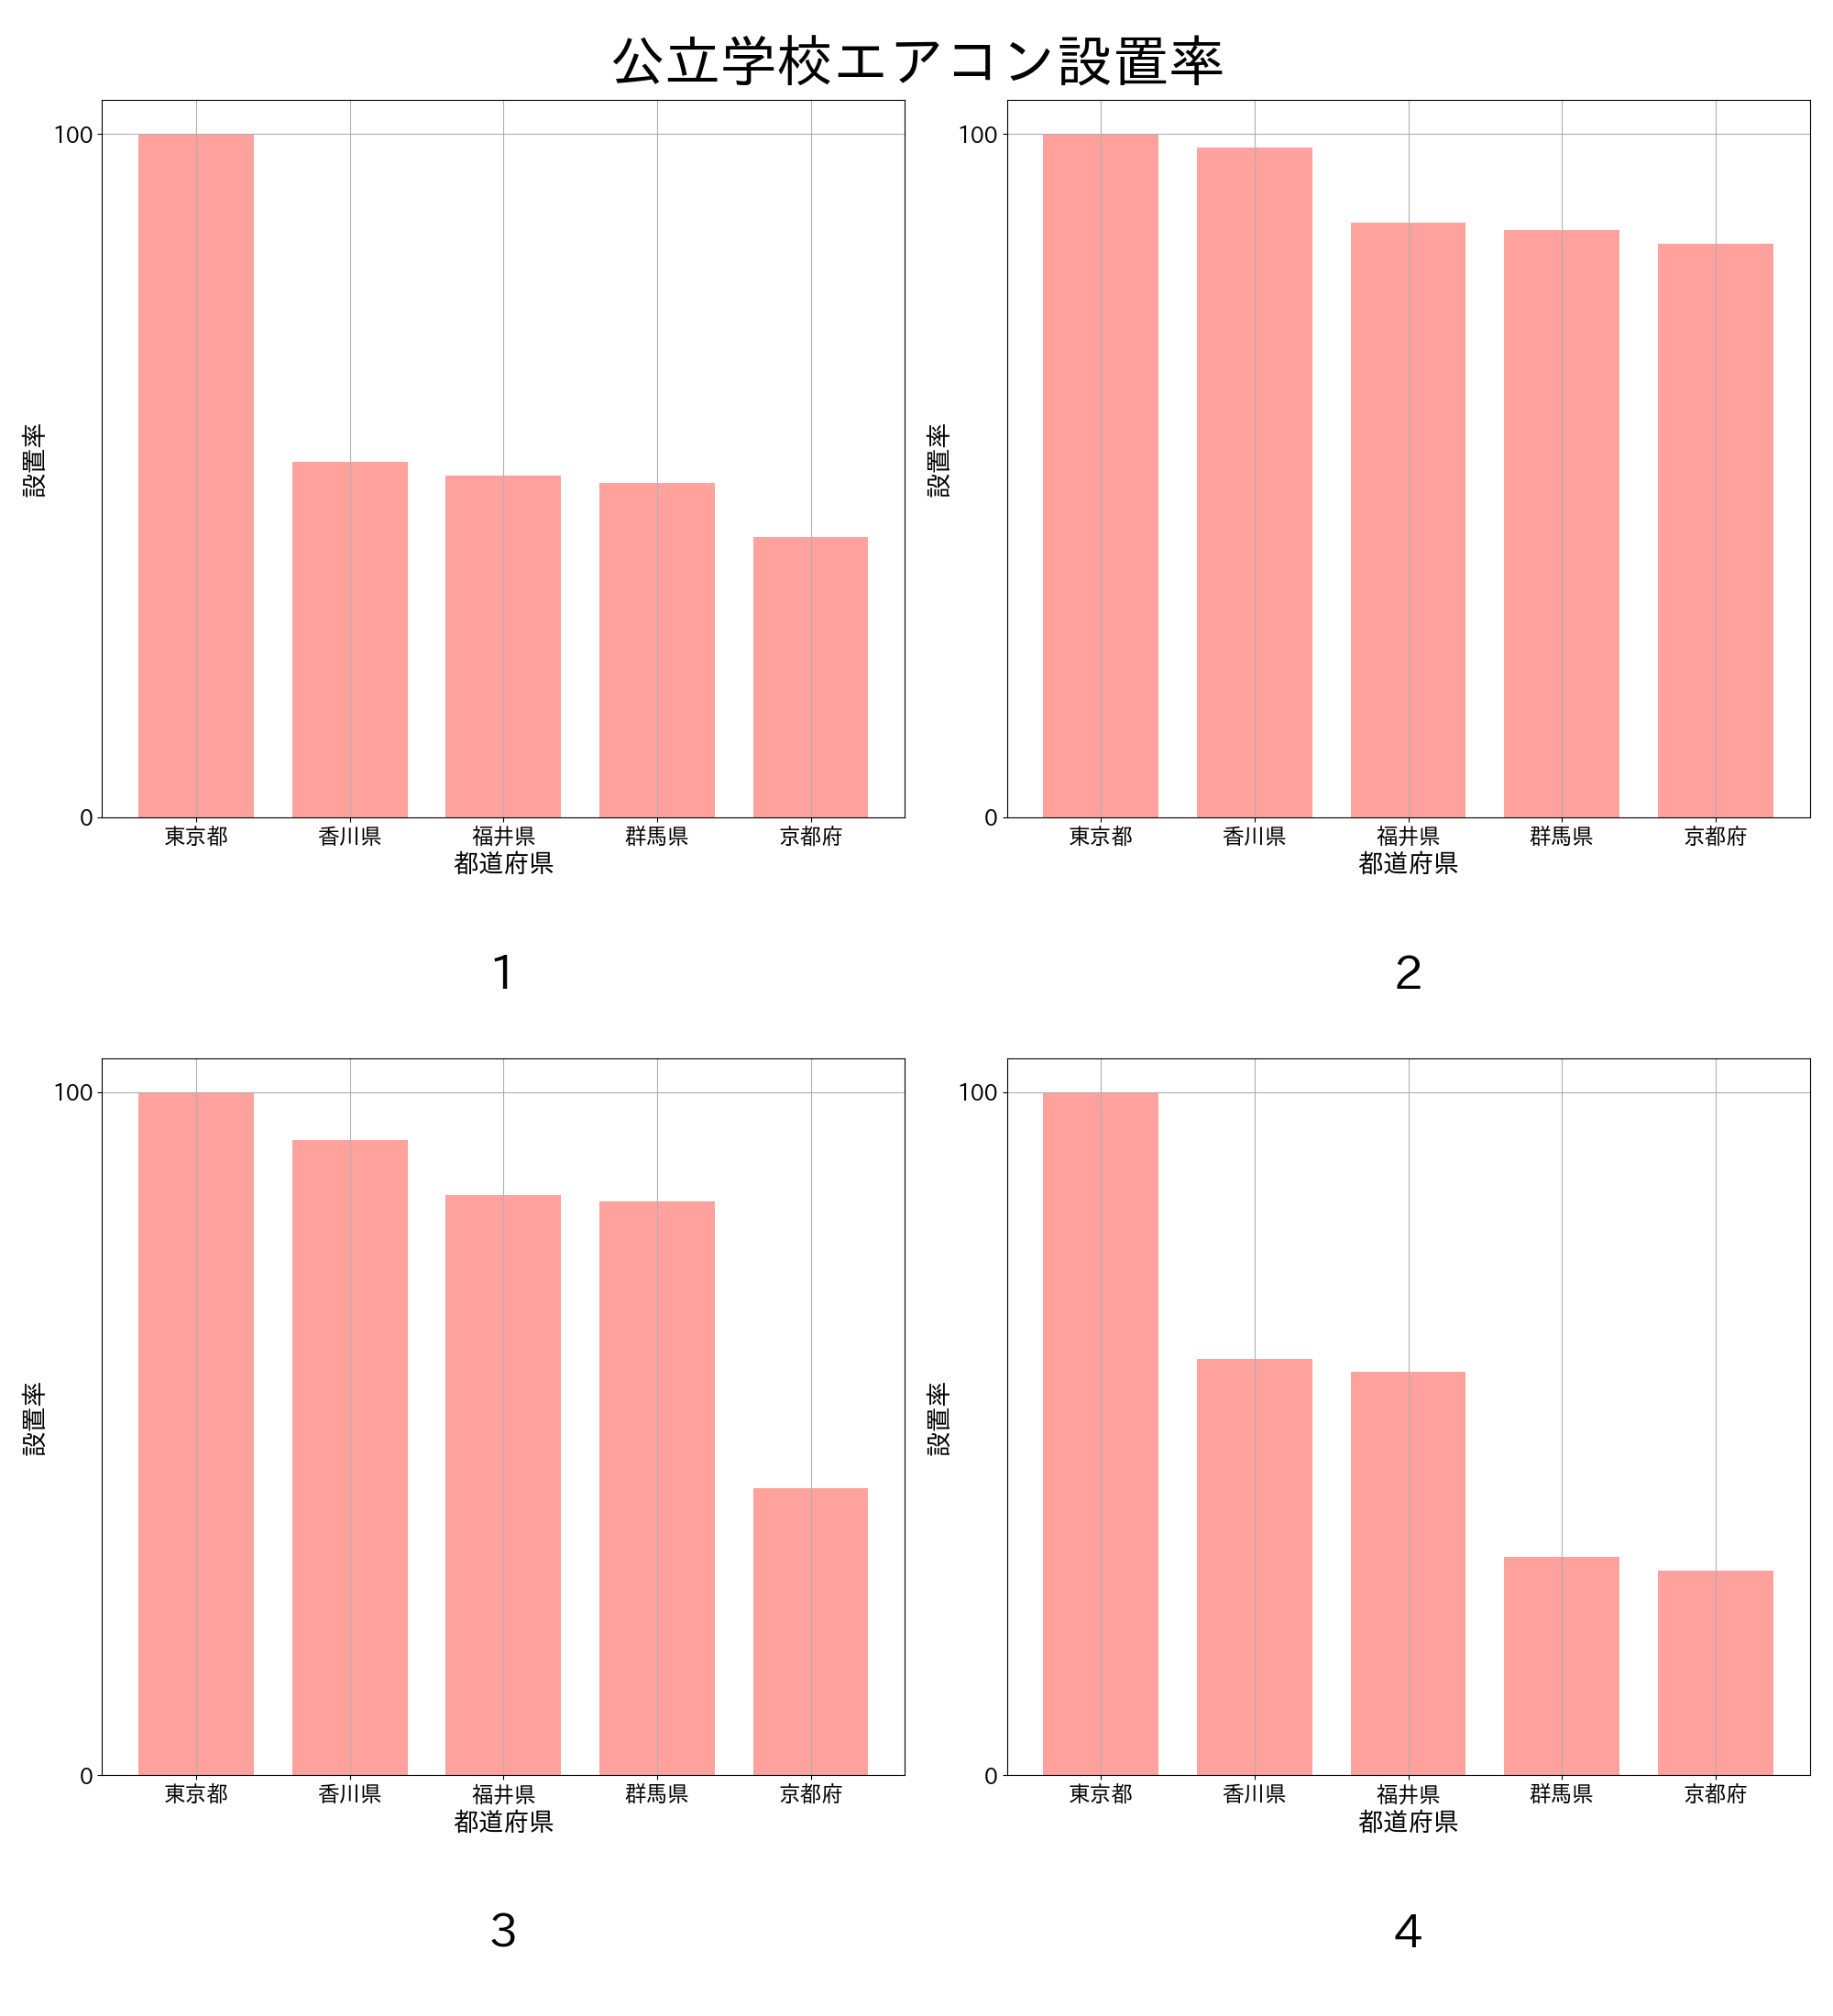 公立学校エアコン設置率
100
0
設置率
東京都 香川県 福井県 群馬県 京都府
都道府県
1
100
0
設置率
東京都 香川県 福井県 群馬県 京都府
都道府県
2
100
0
設置率
東京都 香川県 福井県 群馬県 京都府
都道府県
3
100
0
設置率
東京都 香川県 福井県 群馬県 京都府
都道府県
4